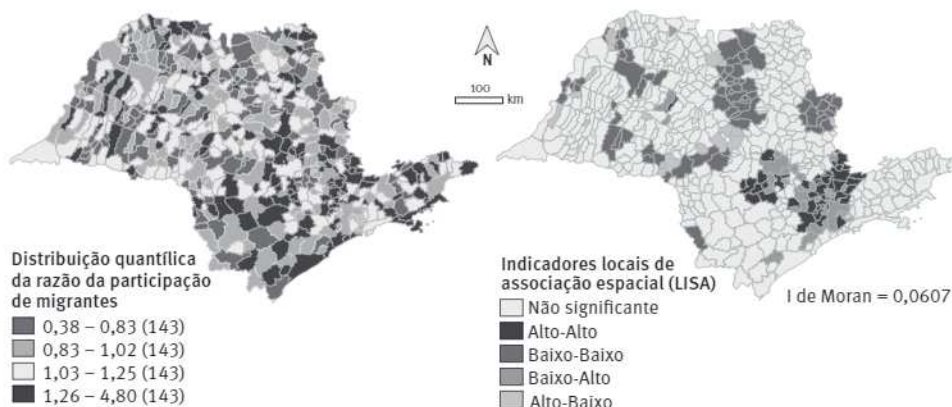 N
100
km
Distribuição quantílica
da razão da participação
de migrantes
0,38 – 0,83 (143)
0,83 – 1,02 (143)
1,03 – 1,25 (143)
1,26 – 4,80 (143)
Indicadores locais de
associação espacial (LISA)
I de Moran = 0,0607
Não significante
Alto-Alto
Baixo-Baixo
Baixo-Alto
Alto-Baixo